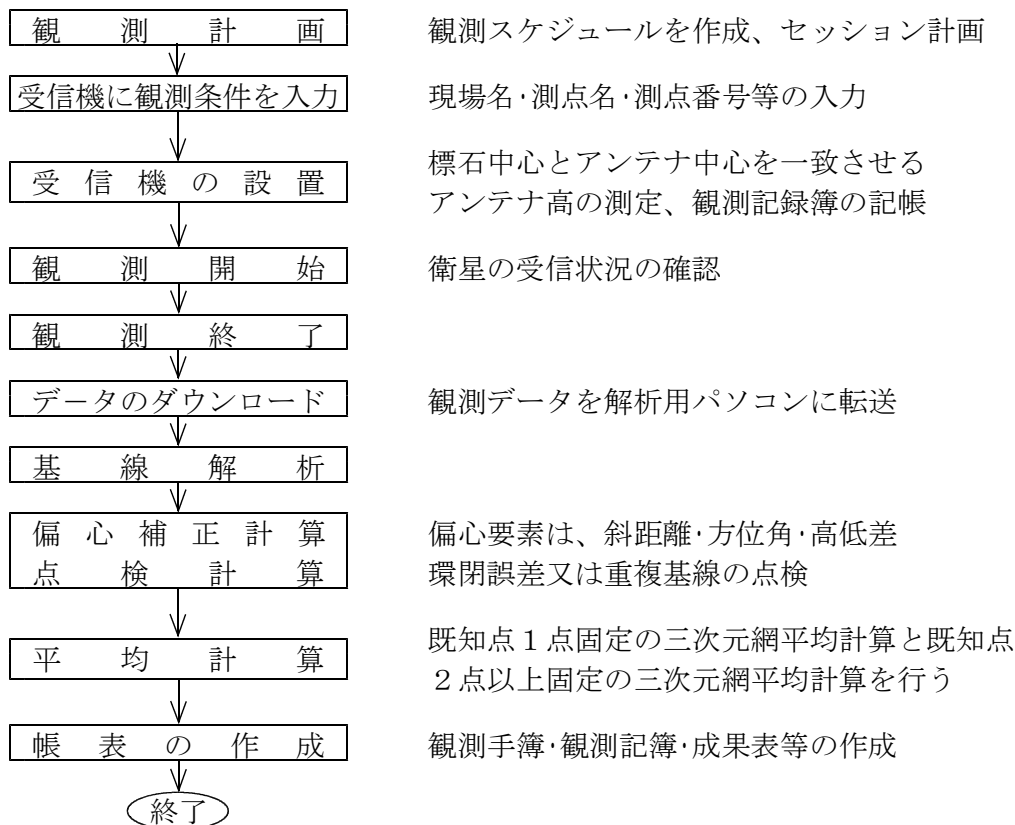 観測計画　観測スケジュールを作成、セッション計画
受信機に観測条件を入力　現場名･測点名･測点番号等の入力
受信機の設置　標石中心とアンテナ中心を一致させる
アンテナ高の測定、観測記録簿の記帳
観測開始　衛星の受信状況の確認
観測終了
データのダウンロード　観測データを解析用パソコンに転送
基線解析
偏心補正計算　偏心要素は、斜距離･方位角･高低差
点検計算　環閉誤差又は重複基線の点検
平均計算　既知点１点固定の三次元網平均計算と既知点
２点以上固定の三次元網平均計算を行う
帳表の作成　観測手簿･観測記簿･成果表等の作成
終了